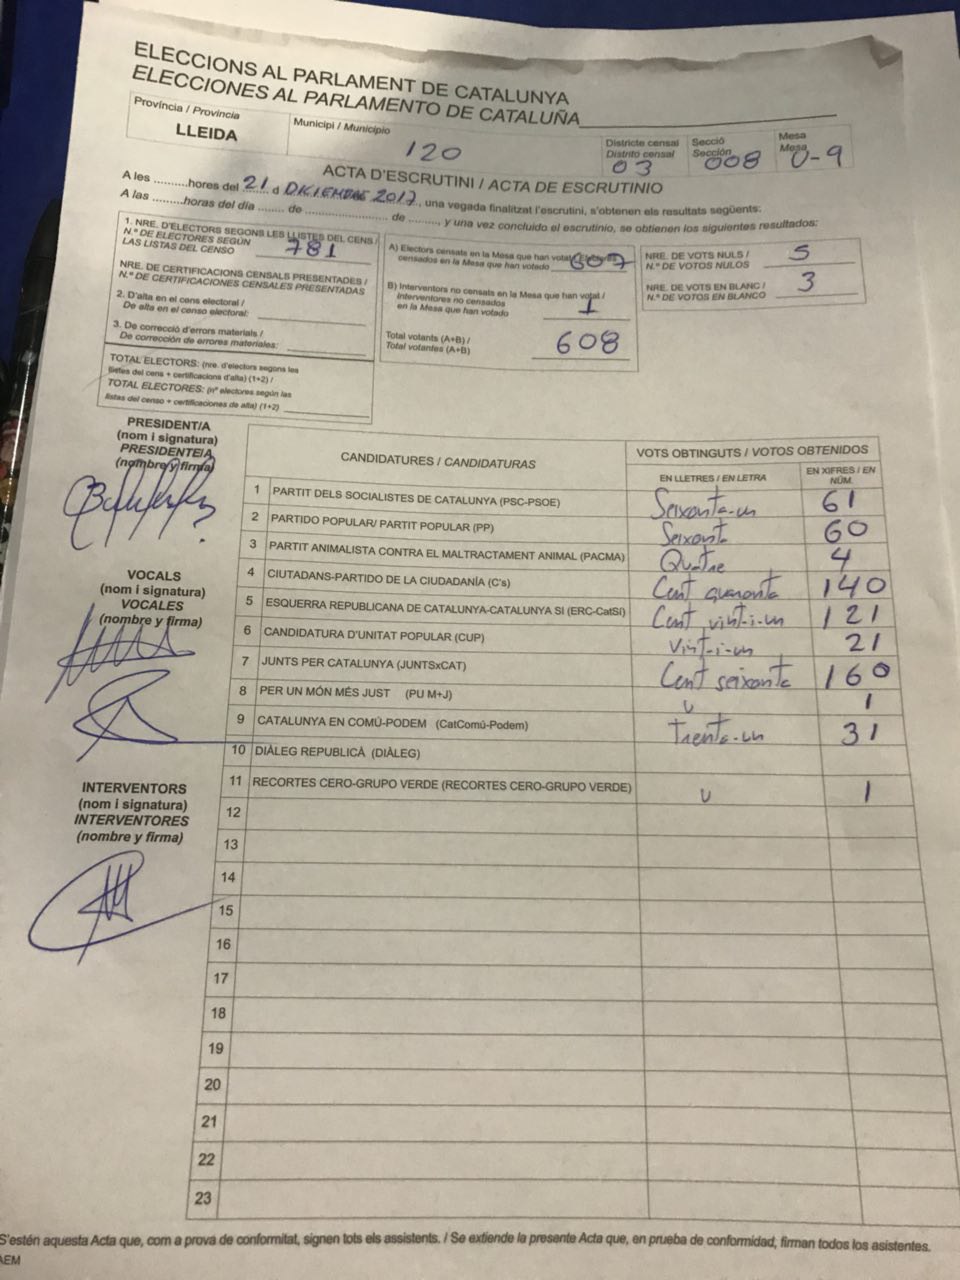 ELECCIONS AL PARLAMENT DE CATALUNYA
ELECCIONES AL PARLAMENTO DE CATALUÑA
Província / Provincia
LLEIDA
Municipi / Municipio
120
Districte censal
Distrito censal
03
Secció
Sección
008
Mesa
Mesa
U-9
ACTA D'ESCRUTINI / ACTA DE ESCRUTINIO
A les ..........hores del 21 d DICIEMBRE 2017, una vegada finalitzat l'escrutini, s'obtenen els resultats següents:
A las ..........horas del día ........ de ........................ de ........., y una vez concluido el escrutinio, se obtienen los siguientes resultados:
1. NRE. D'ELECTORS SEGONS LES LLISTES DEL CENS /
N.º DE ELECTORES SEGÚN
LAS LISTAS DEL CENSO 781
NRE. DE CERTIFICACIONS CENSALS PRESENTADES /
N.º DE CERTIFICACIONES CENSALES PRESENTADAS
2. D'alta en el cens electoral /
De alta en el censo electoral:
3. De correcció d'errors materials /
De corrección de errores materiales:
TOTAL ELECTORS: (nre. d'electors segons les
llistes del cens + certificacions d'alta) (1+2) /
TOTAL ELECTORES: (nº electores según las
listas del censo + certificaciones de alta) (1+2)
A) Electors censats en la Mesa que han votat / Electores
censados en la Mesa que han votado 607
B) Interventors no censats en la Mesa que han votat /
Interventores no censados
en la Mesa que han votado 1
Total votants (A+B) /
Total votantes (A+B) 608
NRE. DE VOTS NULS /
N.º DE VOTOS NULOS 5
NRE. DE VOTS EN BLANC /
N.º DE VOTOS EN BLANCO 3
PRESIDENT/A
(nom i signatura)
PRESIDENTE/A
(nombre y firma)
VOCALS
(nom i signatura)
VOCALES
(nombre y firma)
INTERVENTORS
(nom i signatura)
INTERVENTORES
(nombre y firma)
CANDIDATURES / CANDIDATURAS
VOTS OBTINGUTS / VOTOS OBTENIDOS
EN LLETRES / EN LETRA
EN XIFRES / EN NÚM.
1 PARTIT DELS SOCIALISTES DE CATALUNYA (PSC-PSOE) Seixanta-un 61
2 PARTIDO POPULAR/ PARTIT POPULAR (PP) Seixanta 60
3 PARTIT ANIMALISTA CONTRA EL MALTRACTAMENT ANIMAL (PACMA) Quatre 4
4 CIUTADANS-PARTIDO DE LA CIUDADANÍA (C's) Cent quaranta 140
5 ESQUERRA REPUBLICANA DE CATALUNYA-CATALUNYA SI (ERC-CatSI) Cent vint-i-un 121
6 CANDIDATURA D'UNITAT POPULAR (CUP) Vint-i-un 21
7 JUNTS PER CATALUNYA (JUNTSxCAT) Cent seixanta 160
8 PER UN MÓN MÉS JUST (PU M+J) U 1
9 CATALUNYA EN COMÚ-PODEM (CatComú-Podem) Trenta-un 31
10 DIÀLEG REPUBLICÀ (DIÀLEG)
11 RECORTES CERO-GRUPO VERDE (RECORTES CERO-GRUPO VERDE) U 1
12
13
14
15
16
17
18
19
20
21
22
23
S'estén aquesta Acta que, com a prova de conformitat, signen tots els assistents. / Se extiende la presente Acta que, en prueba de conformidad, firman todos los asistentes.
AEM